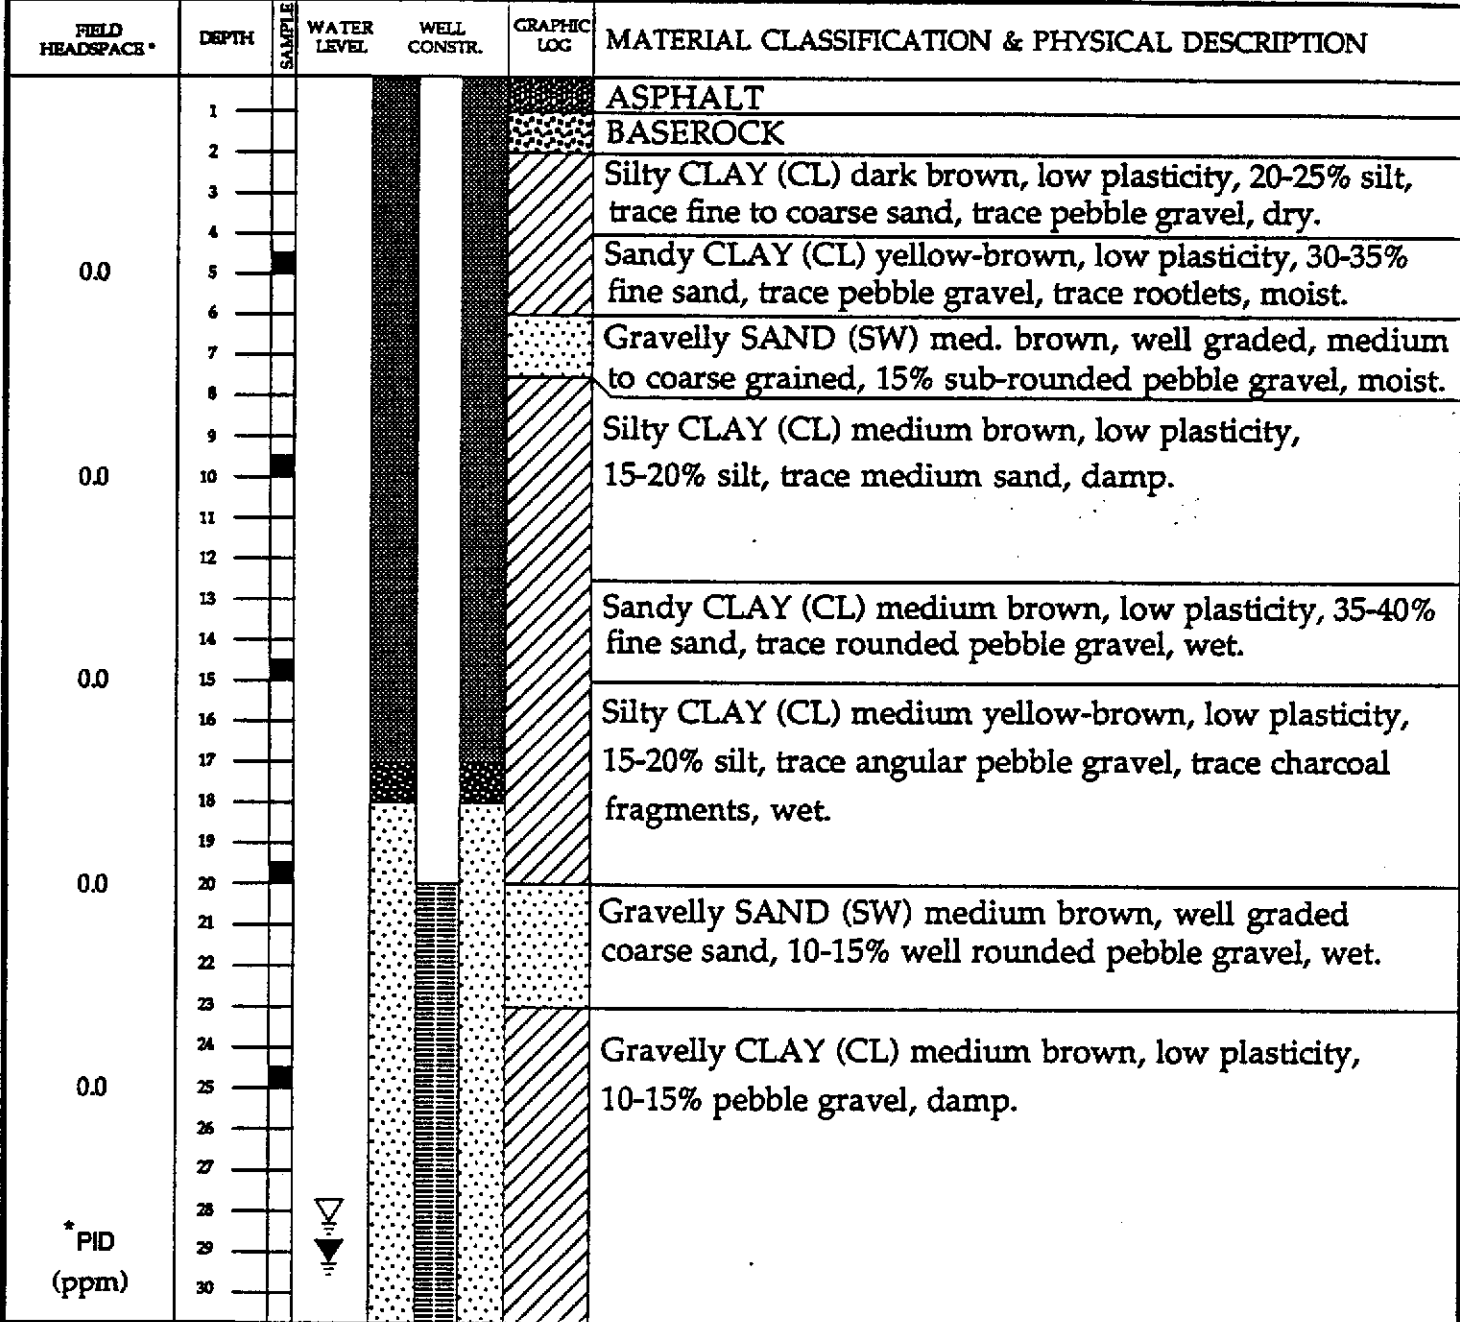 FIELD HEADSPACE *
DEPTH
SAMPLE
WATER LEVEL
WELL CONSTR.
GRAPHIC LOG
MATERIAL CLASSIFICATION & PHYSICAL DESCRIPTION
ASPHALT
1
BASEROCK
2
Silty CLAY (CL) dark brown, low plasticity, 20-25% silt,
3
trace fine to coarse sand, trace pebble gravel, dry.
4
Sandy CLAY (CL) yellow-brown, low plasticity, 30-35%
0.0
5
fine sand, trace pebble gravel, trace rootlets, moist.
6
Gravelly SAND (SW) med. brown, well graded, medium
7
to coarse grained, 15% sub-rounded pebble gravel, moist.
8
Silty CLAY (CL) medium brown, low plasticity,
9
15-20% silt, trace medium sand, damp.
0.0
10
11
12
13
Sandy CLAY (CL) medium brown, low plasticity, 35-40%
14
fine sand, trace rounded pebble gravel, wet.
0.0
15
Silty CLAY (CL) medium yellow-brown, low plasticity,
16
15-20% silt, trace angular pebble gravel, trace charcoal
17
fragments, wet.
18
19
0.0
20
Gravelly SAND (SW) medium brown, well graded
21
coarse sand, 10-15% well rounded pebble gravel, wet.
22
23
24
Gravelly CLAY (CL) medium brown, low plasticity,
0.0
25
10-15% pebble gravel, damp.
26
27
28
*PID
29
(ppm)
30